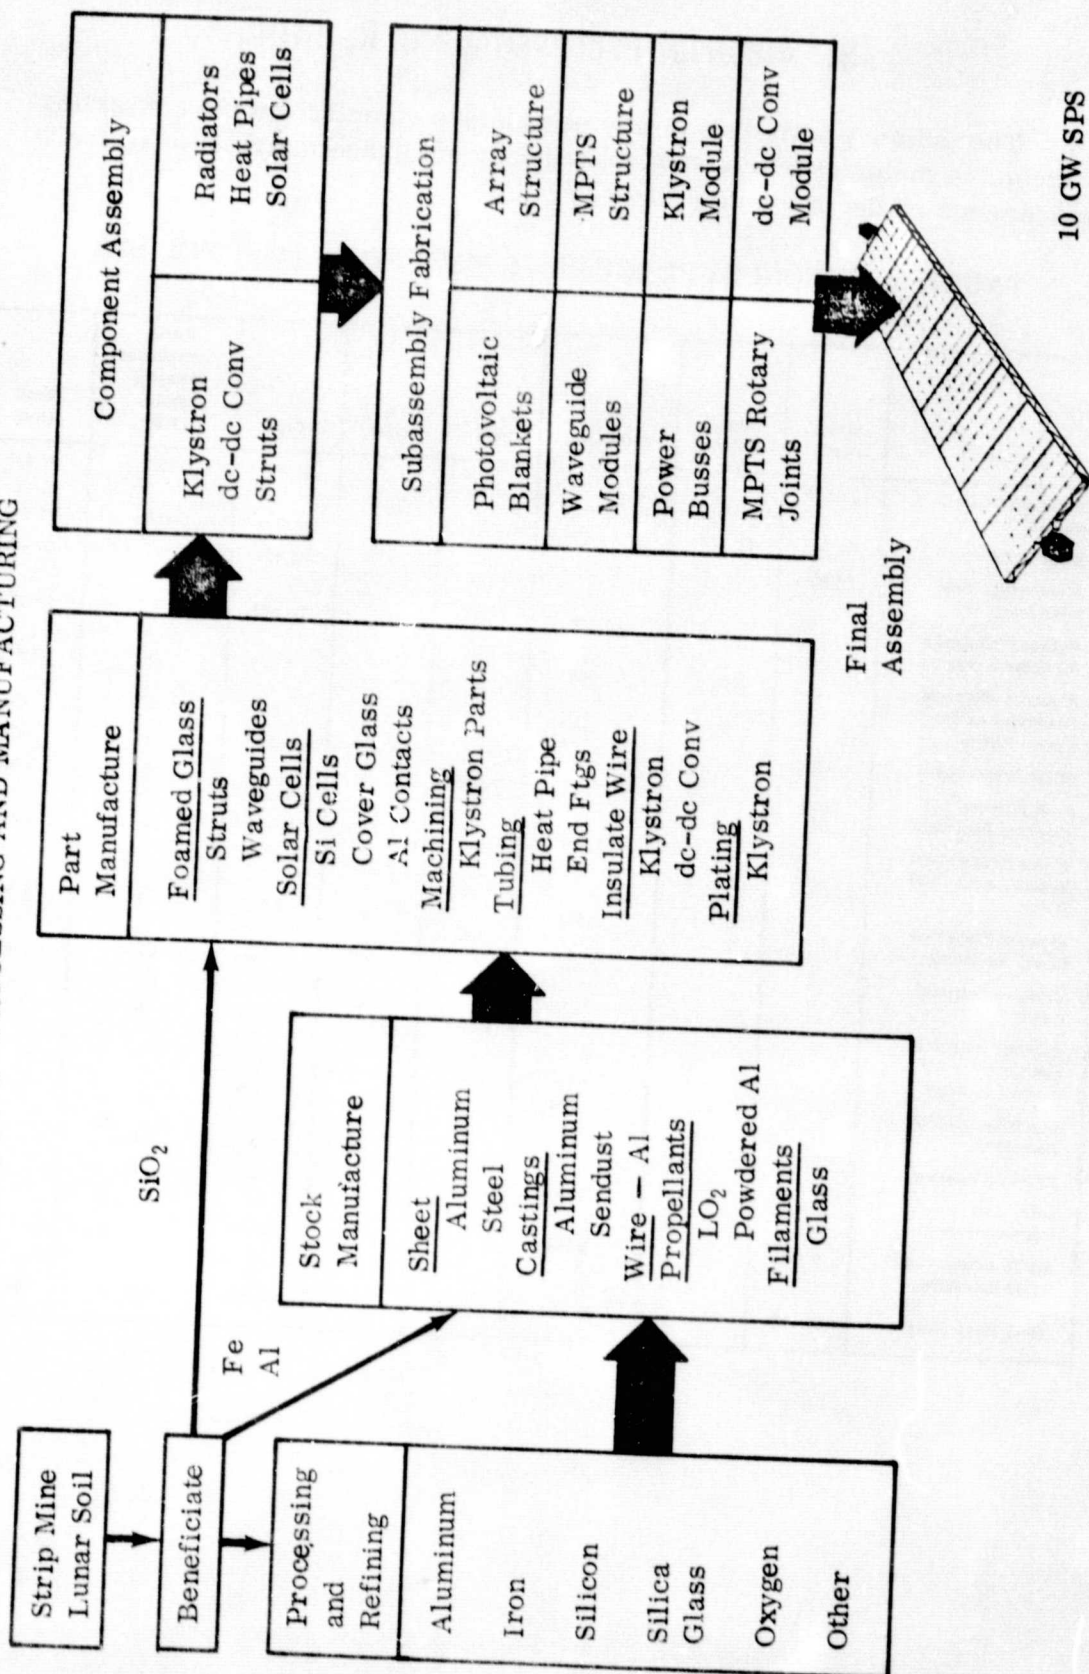 PROCESSING AND MANUFACTURING
Strip Mine
Lunar Soil
Beneficiate
Processing
and
Refining
Aluminum
Iron
Silicon
Silica
Glass
Oxygen
Other
SiO₂
Fe
Al
Stock
Manufacture
Sheet
Aluminum
Steel
Castings
Aluminum
Sendust
Wire – Al
Propellants
LO₂
Powdered Al
Filaments
Glass
Part
Manufacture
Foamed Glass
Struts
Waveguides
Solar Cells
Si Cells
Cover Glass
Al Contacts
Machining
Klystron Parts
Tubing
Heat Pipe
End Ftgs
Insulate Wire
Klystron
dc-dc Conv
Plating
Klystron
Component Assembly
Klystron
dc-dc Conv
Struts
Radiators
Heat Pipes
Solar Cells
Subassembly Fabrication
Photovoltaic
Blankets
Array
Structure
Waveguide
Modules
MPTS
Structure
Power
Busses
Klystron
Module
MPTS Rotary
Joints
dc-dc Conv
Module
Final
Assembly
10 GW SPS